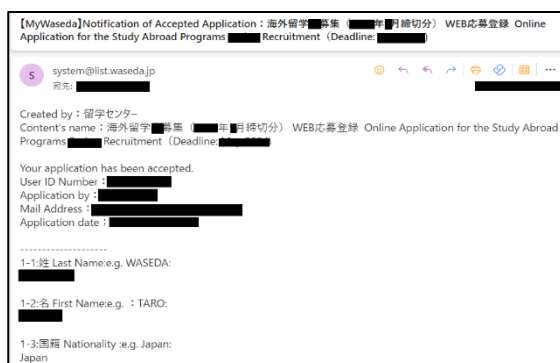 【MyWaseda】Notification of Accepted Application：海外留学 募集（ 年 月締切分） WEB応募登録 Online
Application for the Study Abroad Programs Recruitment（Deadline: ）
S
system@list.waseda.jp
宛先:
Created by：留学センター
Content's name：海外留学 募集（ 年 月締切分） WEB応募登録 Online Application for the Study Abroad
Programs Recruitment（Deadline:
Your application has been accepted.
User ID Number：
Application by：
Mail Address：
Application date：
--------------------
1-1:姓 Last Name:e.g. WASEDA:
1-2:名 First Name:e.g. ：TARO:
1-3:国籍 Nationality :e.g. Japan:
Japan